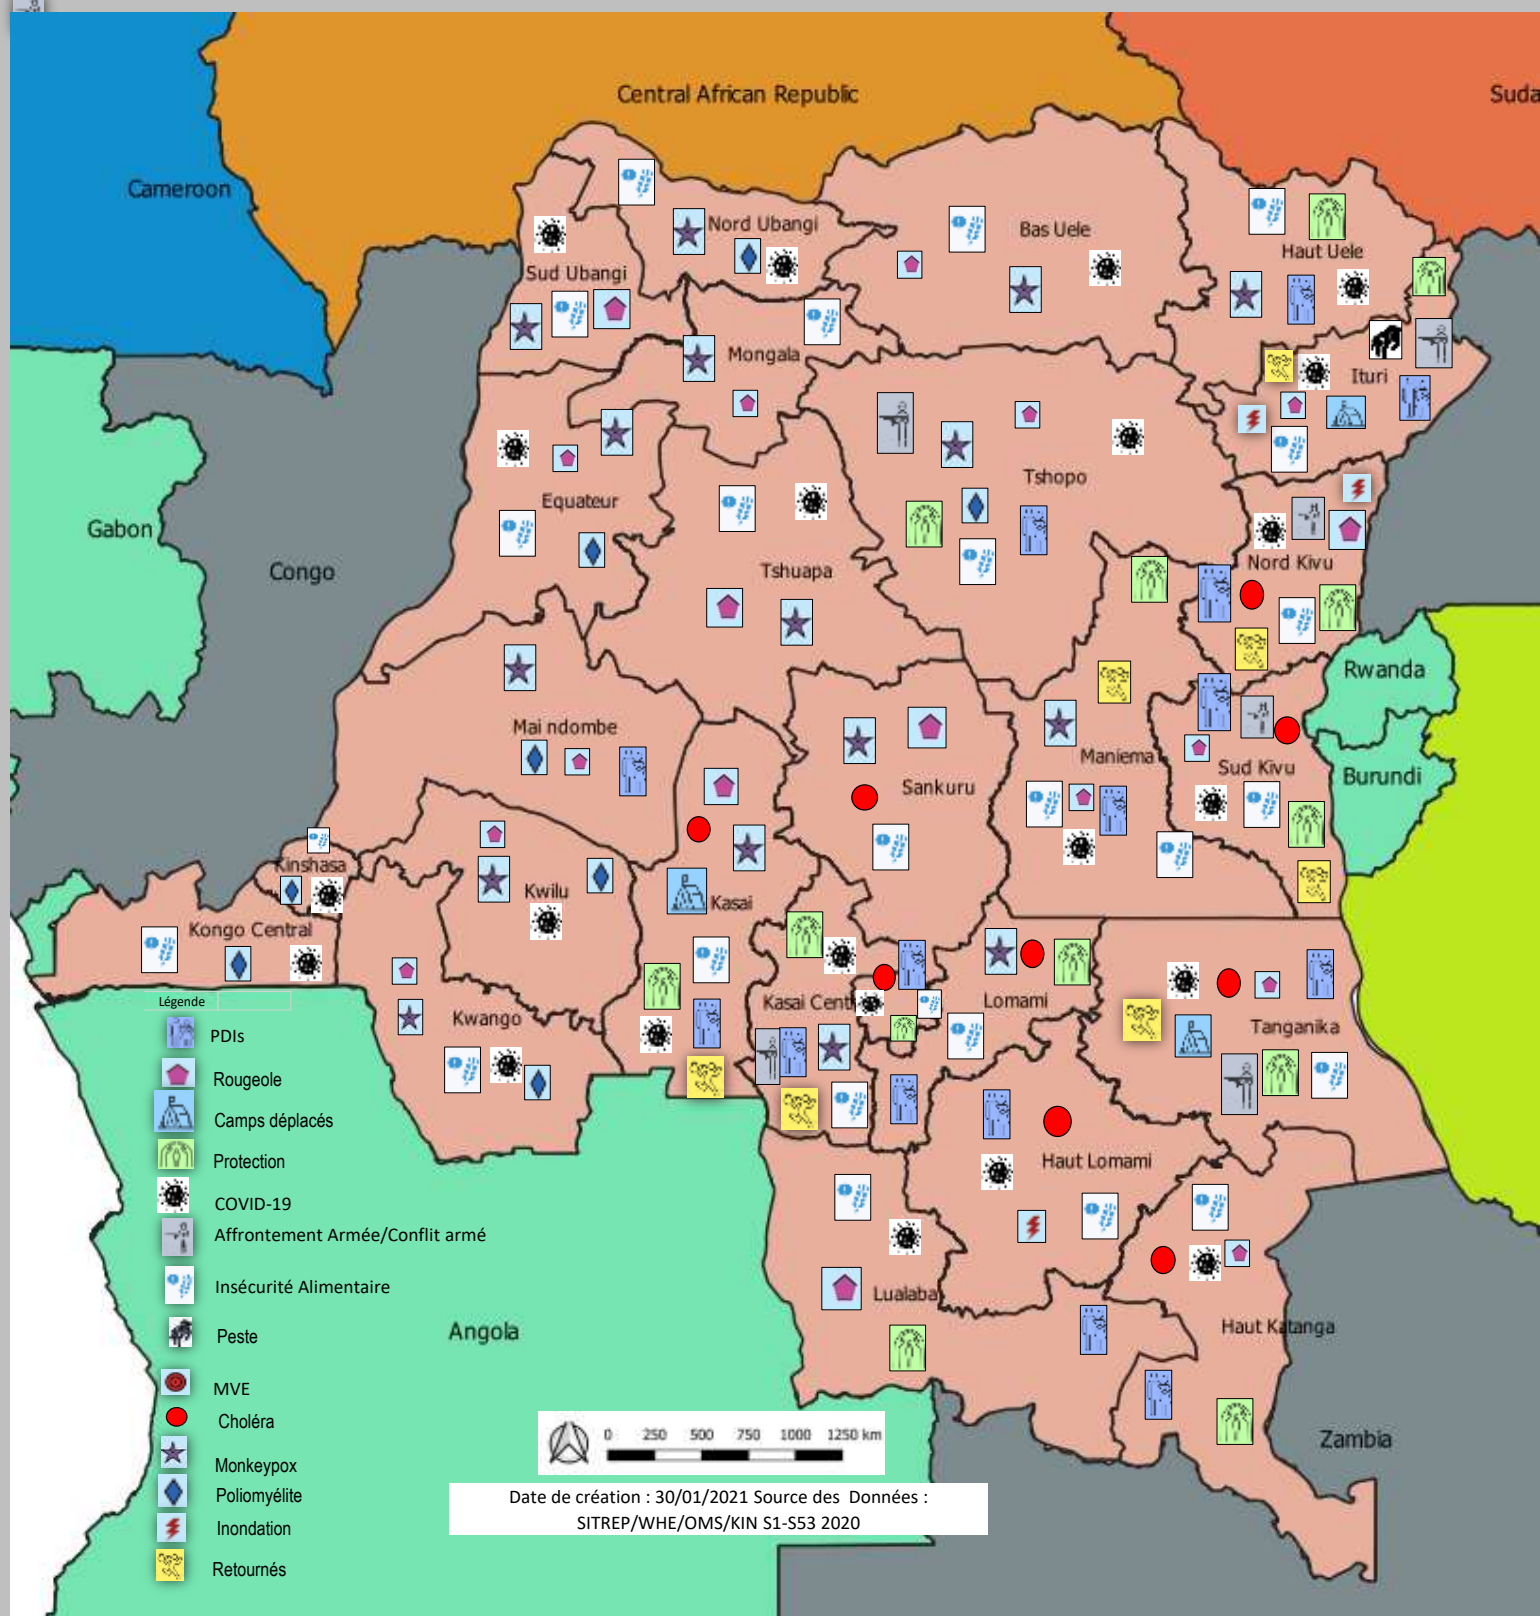 Central African Republic
Suda
Cameroon
Nord Ubangi
Bas Uele
Haut Uele
Sud Ubangi
Mongala
Ituri
Tshopo
Equateur
Gabon
Congo
Tshuapa
Nord Kivu
Rwanda
Mai ndombe
Maniema
Sud Kivu
Burundi
Sankuru
Kinshasa
Kwilu
Kasai
Kongo Central
Kasai Cent
Lomami
Kwango
Tanganika
Haut Lomami
Lualaba
Haut Katanga
Angola
Zambia
Légende
PDIs
Rougeole
Camps déplacés
Protection
COVID-19
Affrontement Armée/Conflit armé
Insécurité Alimentaire
Peste
MVE
Choléra
Monkeypox
Poliomyélite
Inondation
Retournés
0 250 500 750 1000 1250 km
Date de création : 30/01/2021 Source des Données :
SITREP/WHE/OMS/KIN S1-S53 2020